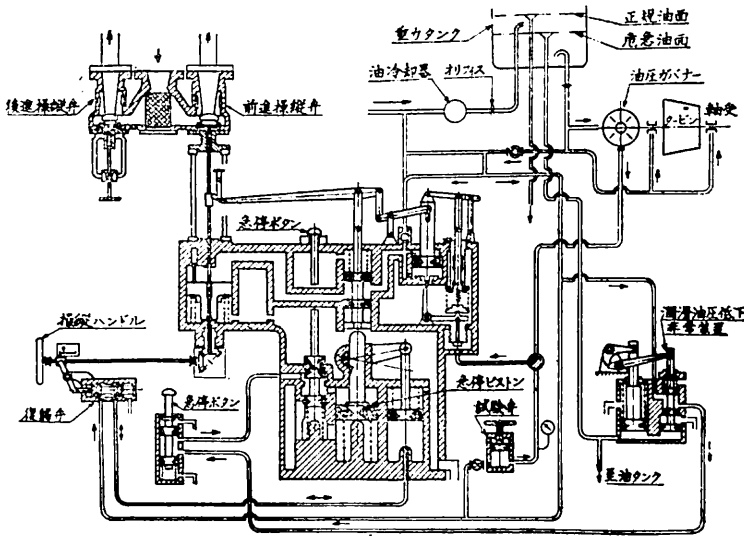 正規油面
重力タンク
危急油面
油冷却器
オリフィス
油圧ガバナー
タービン
軸受
後進操縦弁
前進操縦弁
急停ボタン
操縦ハンドル
潤滑油圧低下
非常装置
急停ピストン
急停ボタン
試験弁
至油タンク